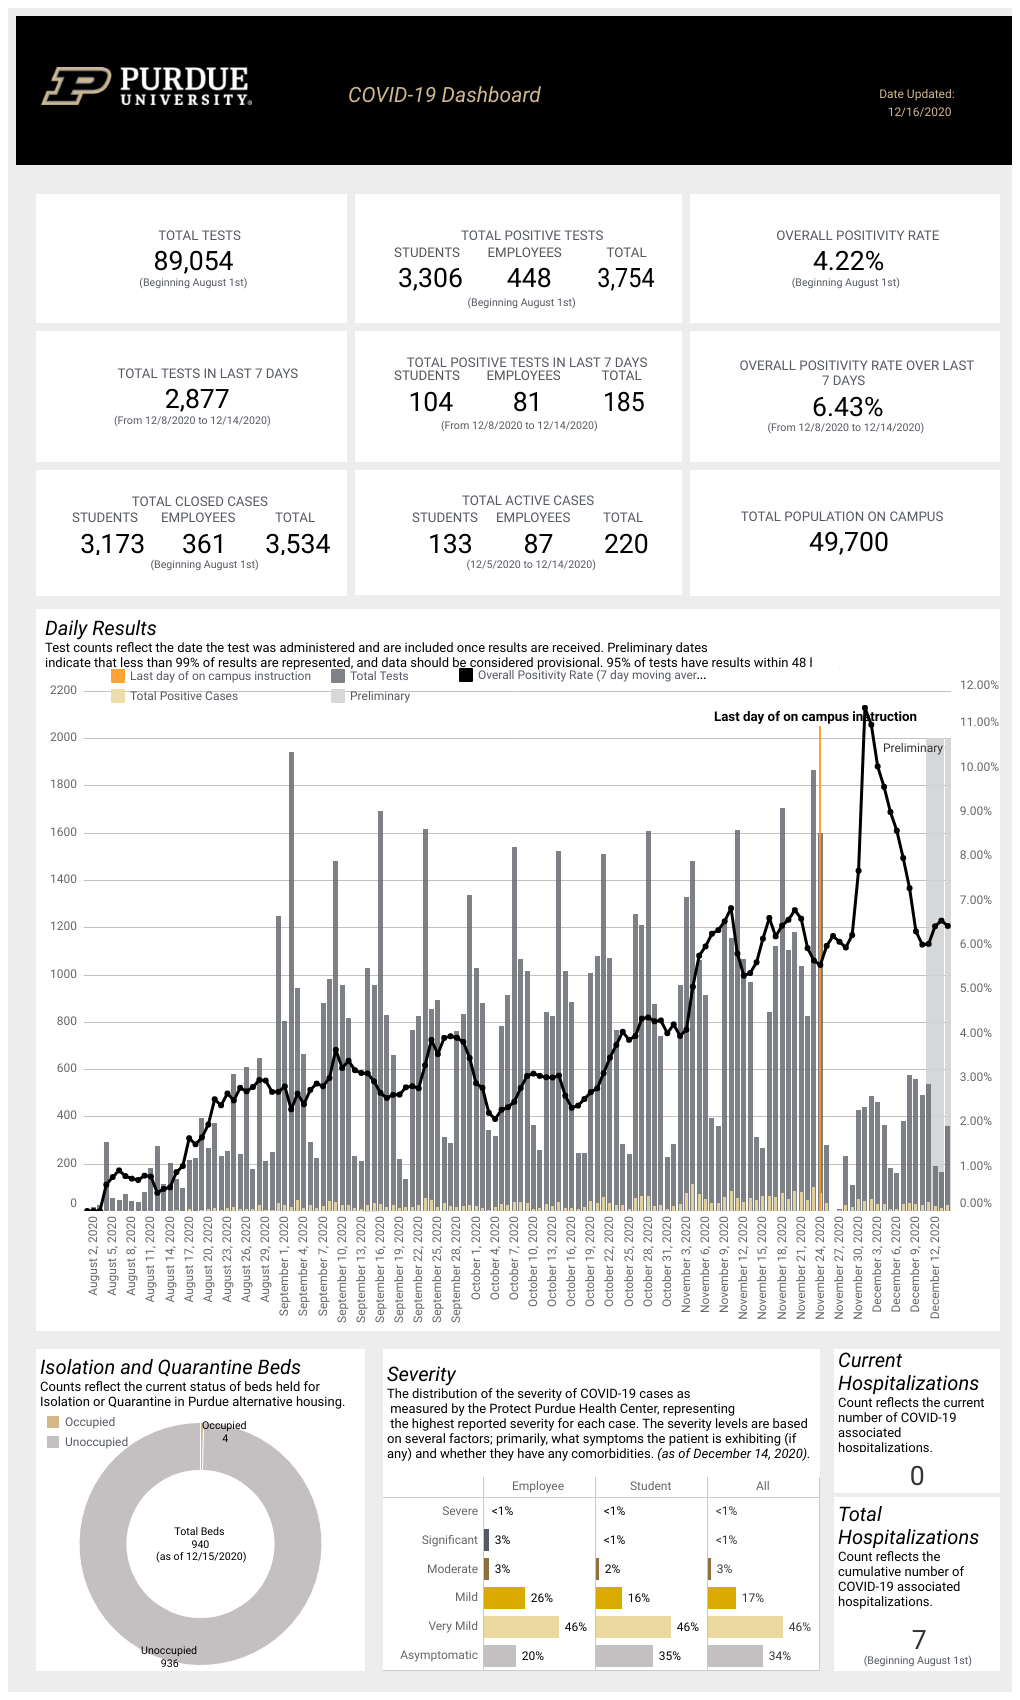 PURDUE
UNIVERSITY®
COVID-19 Dashboard
Date Updated:
12/16/2020
TOTAL TESTS
89,054
(Beginning August 1st)
TOTAL POSITIVE TESTS
STUDENTS EMPLOYEES TOTAL
3,306 448 3,754
(Beginning August 1st)
OVERALL POSITIVITY RATE
4.22%
(Beginning August 1st)
TOTAL TESTS IN LAST 7 DAYS
2,877
(From 12/8/2020 to 12/14/2020)
TOTAL POSITIVE TESTS IN LAST 7 DAYS
STUDENTS EMPLOYEES TOTAL
104 81 185
(From 12/8/2020 to 12/14/2020)
OVERALL POSITIVITY RATE OVER LAST
7 DAYS
6.43%
(From 12/8/2020 to 12/14/2020)
TOTAL CLOSED CASES
STUDENTS EMPLOYEES TOTAL
3,173 361 3,534
(Beginning August 1st)
TOTAL ACTIVE CASES
STUDENTS EMPLOYEES TOTAL
133 87 220
(12/5/2020 to 12/14/2020)
TOTAL POPULATION ON CAMPUS
49,700
Daily Results
Test counts reflect the date the test was administered and are included once results are received. Preliminary dates
indicate that less than 99% of results are represented, and data should be considered provisional. 95% of tests have results within 48
Last day of on campus instruction Total Tests Overall Positivity Rate (7 day moving aver...
Total Positive Cases Preliminary
2200
2000
1800
1600
1400
1200
1000
800
600
400
200
0
12.00%
11.00%
10.00%
9.00%
8.00%
7.00%
6.00%
5.00%
4.00%
3.00%
2.00%
1.00%
0.00%
Last day of on campus instruction
Preliminary
August 2, 2020
August 5, 2020
August 8, 2020
August 11, 2020
August 14, 2020
August 17, 2020
August 20, 2020
August 23, 2020
August 26, 2020
August 29, 2020
September 1, 2020
September 4, 2020
September 7, 2020
September 10, 2020
September 13, 2020
September 16, 2020
September 19, 2020
September 22, 2020
September 25, 2020
September 28, 2020
October 1, 2020
October 4, 2020
October 7, 2020
October 10, 2020
October 13, 2020
October 16, 2020
October 19, 2020
October 22, 2020
October 25, 2020
October 28, 2020
October 31, 2020
November 3, 2020
November 6, 2020
November 9, 2020
November 12, 2020
November 15, 2020
November 18, 2020
November 21, 2020
November 24, 2020
November 27, 2020
November 30, 2020
December 3, 2020
December 6, 2020
December 9, 2020
December 12, 2020
Isolation and Quarantine Beds
Counts reflect the current status of beds held for
Isolation or Quarantine in Purdue alternative housing.
Occupied
Unoccupied
Occupied
4
Total Beds
940
(as of 12/15/2020)
Unoccupied
936
Severity
The distribution of the severity of COVID-19 cases as
measured by the Protect Purdue Health Center, representing
the highest reported severity for each case. The severity levels are based
on several factors; primarily, what symptoms the patient is exhibiting (if
any) and whether they have any comorbidities. (as of December 14, 2020).
Employee Student All
Severe <1% <1% <1%
Significant 3% <1% <1%
Moderate 3% 2% 3%
Mild 26% 16% 17%
Very Mild 46% 46% 46%
Asymptomatic 20% 35% 34%
Current
Hospitalizations
Count reflects the current
number of COVID-19
associated
hospitalizations.
0
Total
Hospitalizations
Count reflects the
cumulative number of
COVID-19 associated
hospitalizations.
7
(Beginning August 1st)